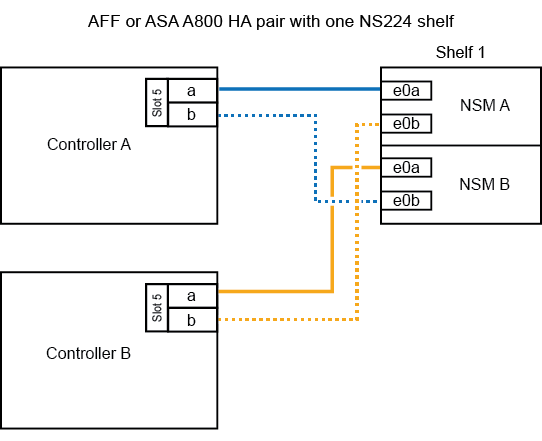 AFF or ASA A800 HA pair with one NS224 shelf
Shelf 1
Controller A
Slot 5
a
b
e0a
e0b
NSM A
e0a
e0b
NSM B
Controller B
Slot 5
a
b